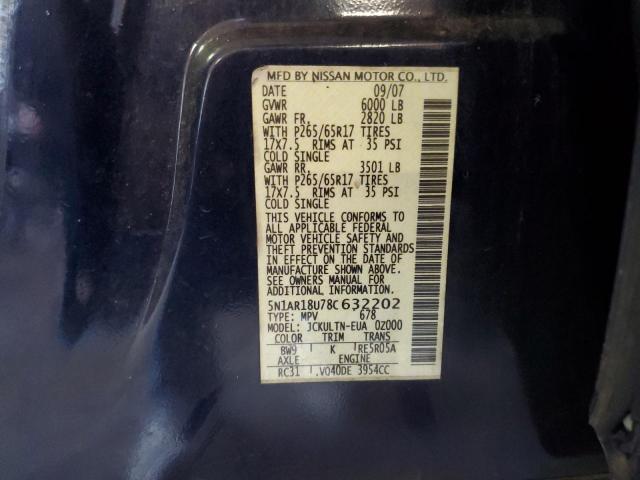 MFD BY NISSAN MOTOR CO., LTD.
DATE 09/07
GVWR 6000 LB
GAWR FR. 2820 LB
WITH P265/65R17 TIRES
17X7.5 RIMS AT 35 PSI
COLD SINGLE
GAWR RR. 3501 LB
WITH P265/65R17 TIRES
17X7.5 RIMS AT 35 PSI
COLD SINGLE
THIS VEHICLE CONFORMS TO
ALL APPLICABLE FEDERAL
MOTOR VEHICLE SAFETY AND
THEFT PREVENTION STANDARDS
IN EFFECT ON THE DATE OF
MANUFACTURE SHOWN ABOVE.
SEE OWNERS MANUAL FOR
ADDITIONAL INFORMATION.
5N1AR18U78C632202
TYPE: MPV 678
MODEL: JCKULTN-EUA 0Z000
COLOR TRIM TRANS
BW9 K RE5R05A
AXLE ENGINE
RC31 VQ40DE 3954CC